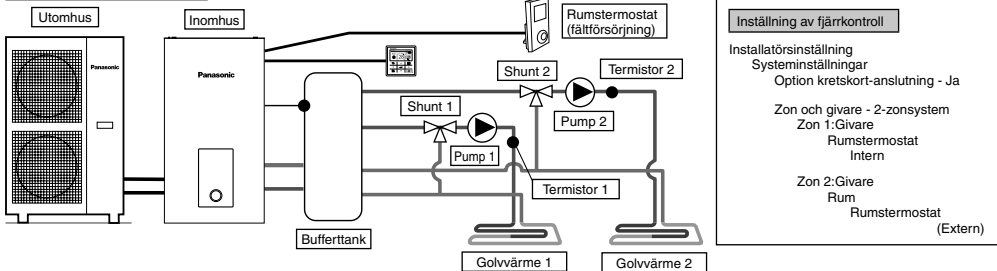 Utomhus
Inomhus
Rumstermostat
(fältförsörjning)
Panasonic
Panasonic
Shunt 2
Termistor 2
Shunt 1
Pump 2
Pump 1
Termistor 1
Bufferttank
Golvvärme 1
Golvvärme 2
Inställning av fjärrkontroll
Installatörsinställning
Systeminställningar
Option kretskort-anslutning - Ja
Zon och givare - 2-zonsystem
Zon 1:Givare
Rumstermostat
Intern
Zon 2:Givare
Rum
Rumstermostat
(Extern)